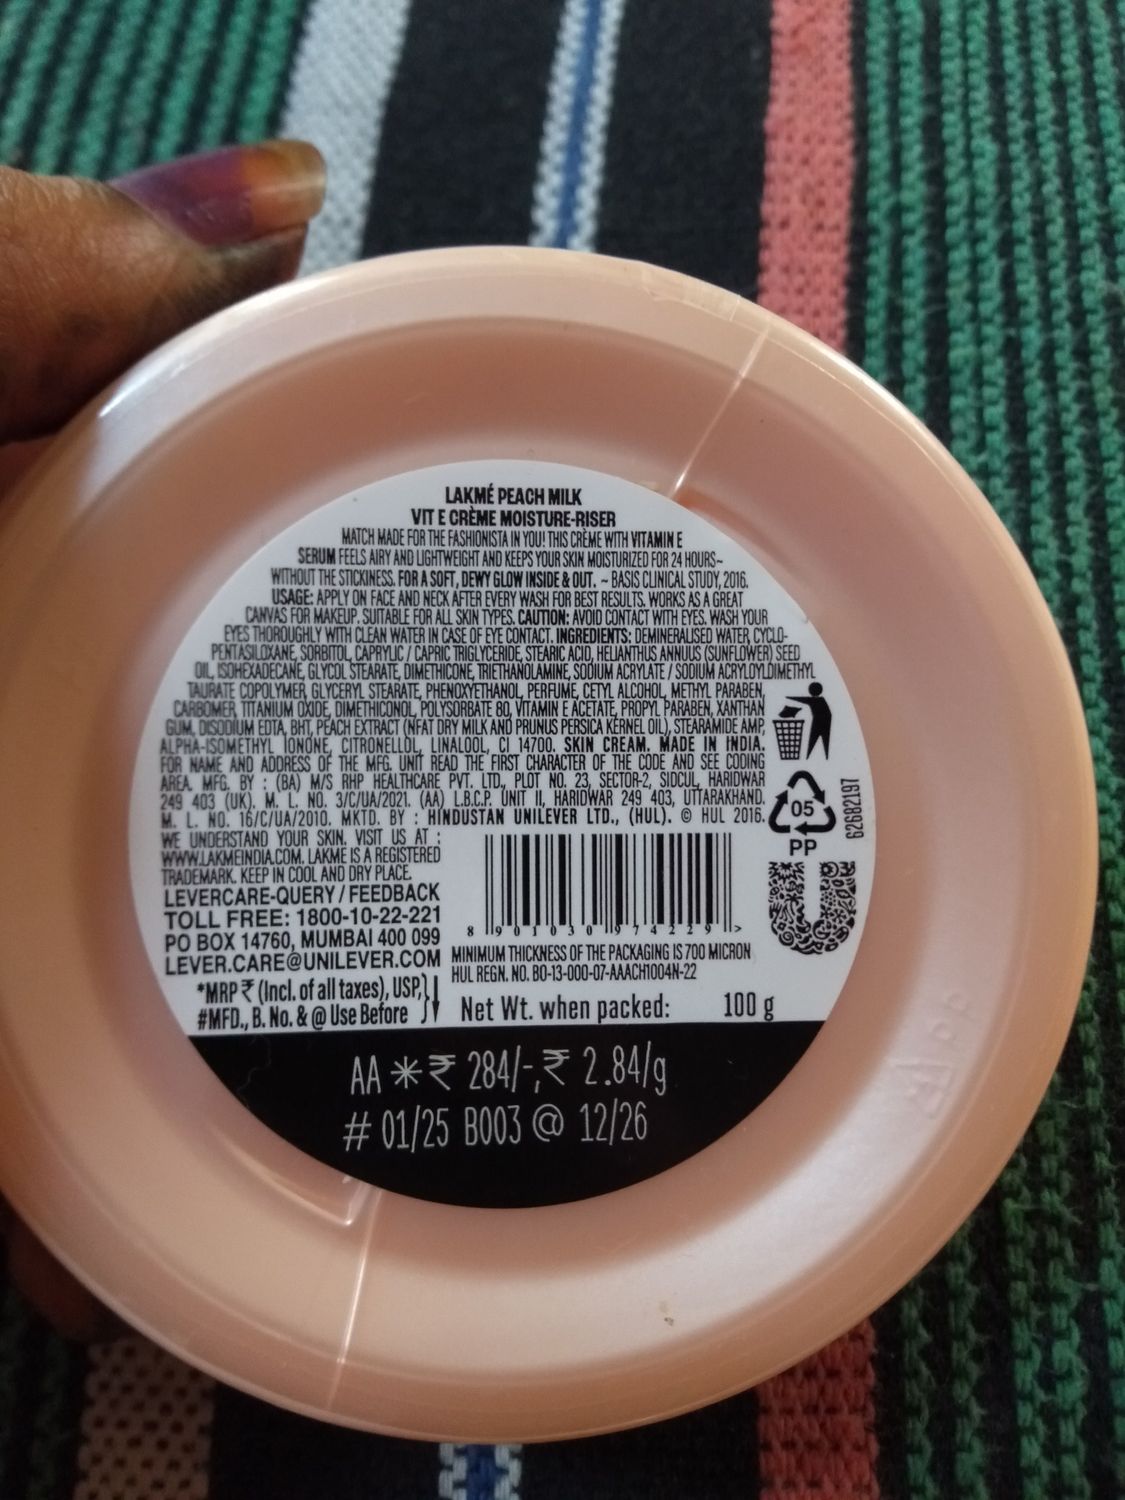 LAKMÉ PEACH MILK
VIT E CRÈME MOISTURE-RISER
MATCH MADE FOR THE FASHIONISTA IN YOU! THIS CRÈME WITH VITAMIN E
SERUM FEELS AIRY AND LIGHTWEIGHT AND KEEPS YOUR SKIN MOISTURIZED FOR 24 HOURS~
WITHOUT THE STICKINESS. FOR A SOFT, DEWY GLOW INSIDE & OUT. ~ BASIS CLINICAL STUDY, 2016.
USAGE: APPLY ON FACE AND NECK AFTER EVERY WASH FOR BEST RESULTS. WORKS AS A GREAT
CANVAS FOR MAKEUP. SUITABLE FOR ALL SKIN TYPES. CAUTION: AVOID CONTACT WITH EYES. WASH YOUR
EYES THOROUGHLY WITH CLEAN WATER IN CASE OF EYE CONTACT. INGREDIENTS: DEMINERALISED WATER, CYCLO-
PENTASILOXANE, SORBITOL, CAPRYLIC / CAPRIC TRIGLYCERIDE, STEARIC ACID, HELIANTHUS ANNUUS (SUNFLOWER) SEED
OIL, ISOHEXADECANE, GLYCOL STEARATE, DIMETHICONE, TRIETHANOLAMINE, SODIUM ACRYLATE / SODIUM ACRYLOYLDIMETHYL
TAURATE COPOLYMER, GLYCERYL STEARATE, PHENOXYETHANOL, PERFUME, CETYL ALCOHOL, METHYL PARABEN,
CARBOMER, TITANIUM OXIDE, DIMETHICONOL, POLYSORBATE 80, VITAMIN E ACETATE, PROPYL PARABEN, XANTHAN
GUM, DISODIUM EDTA, BHT, PEACH EXTRACT (NFAT DRY MILK AND PRUNUS PERSICA KERNEL OIL), STEARAMIDE AMP,
ALPHA-ISOMETHYL IONONE, CITRONELLOL, LINALOOL, CI 14700. SKIN CREAM. MADE IN INDIA.
FOR NAME AND ADDRESS OF THE MFG. UNIT READ THE FIRST CHARACTER OF THE CODE AND SEE CODING
AREA. MFG. BY : (BA) M/S RHP HEALTHCARE PVT. LTD., PLOT NO. 23, SECTOR-2, SIDCUL, HARIDWAR
249 403 (UK). M. L. NO. 3/C/UA/2021. (AA) L.B.C.P. UNIT II, HARIDWAR 249 403, UTTARAKHAND.
M. L. NO. 16/C/UA/2010. MKTD. BY : HINDUSTAN UNILEVER LTD., (HUL). © HUL 2016.
WE UNDERSTAND YOUR SKIN. VISIT US AT :
WWW.LAKMEINDIA.COM. LAKME IS A REGISTERED
TRADEMARK. KEEP IN COOL AND DRY PLACE.
LEVERCARE-QUERY / FEEDBACK
TOLL FREE: 1800-10-22-221
PO BOX 14760, MUMBAI 400 099
LEVER.CARE@UNILEVER.COM
*MRP ₹ (Incl. of all taxes), USP,
#MFD., B. No. & @ Use Before
05
PP
62682197
8 901030 974229 >
MINIMUM THICKNESS OF THE PACKAGING IS 700 MICRON
HUL REGN. NO. BO-13-000-07-AAACH1004N-22
Net Wt. when packed: 100 g
AA * ₹ 284/-, ₹ 2.84/g
# 01/25 B003 @ 12/26
PP